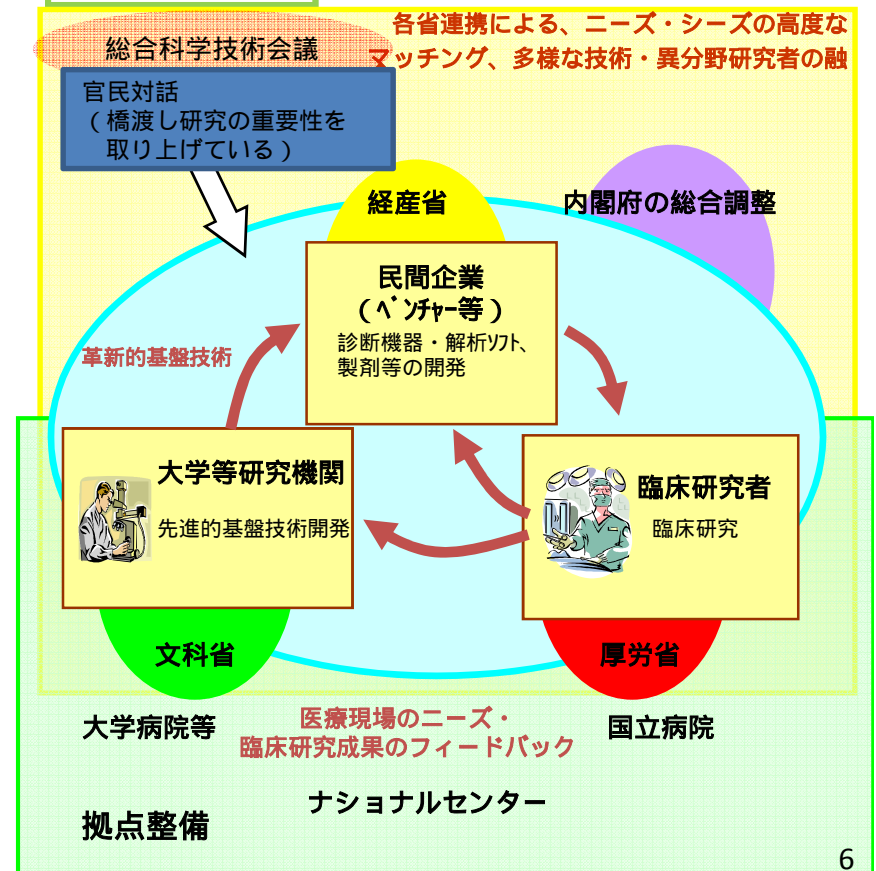 各省連携による、ニーズ・シーズの高度な
マッチング、多様な技術・異分野研究者の融
総合科学技術会議
官民対話
（橋渡し研究の重要性を
取り上げている）
経産省
内閣府の総合調整
民間企業
（ﾍﾞﾝﾁｬｰ等）
診断機器・解析ｿﾌﾄ、
製剤等の開発
革新的基盤技術
大学等研究機関
先進的基盤技術開発
臨床研究者
臨床研究
文科省
厚労省
大学病院等
医療現場のニーズ・
臨床研究成果のフィードバック
国立病院
ナショナルセンター
拠点整備
6